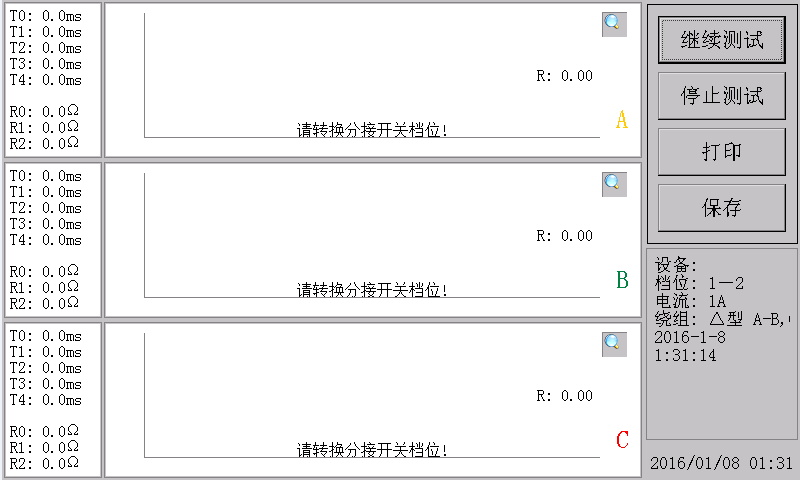 T0: 0.0ms
T1: 0.0ms
T2: 0.0ms
T3: 0.0ms
T4: 0.0ms
R0: 0.0Ω
R1: 0.0Ω
R2: 0.0Ω
R: 0.00
A
请转换分接开关档位!
T0: 0.0ms
T1: 0.0ms
T2: 0.0ms
T3: 0.0ms
T4: 0.0ms
R0: 0.0Ω
R1: 0.0Ω
R2: 0.0Ω
R: 0.00
B
请转换分接开关档位!
T0: 0.0ms
T1: 0.0ms
T2: 0.0ms
T3: 0.0ms
T4: 0.0ms
R0: 0.0Ω
R1: 0.0Ω
R2: 0.0Ω
R: 0.00
C
请转换分接开关档位!
继续测试
停止测试
打印
保存
设备:
档位: 1—2
电流: 1A
绕组: △型 A-B,
2016-1-8
1:31:14
2016/01/08 01:31